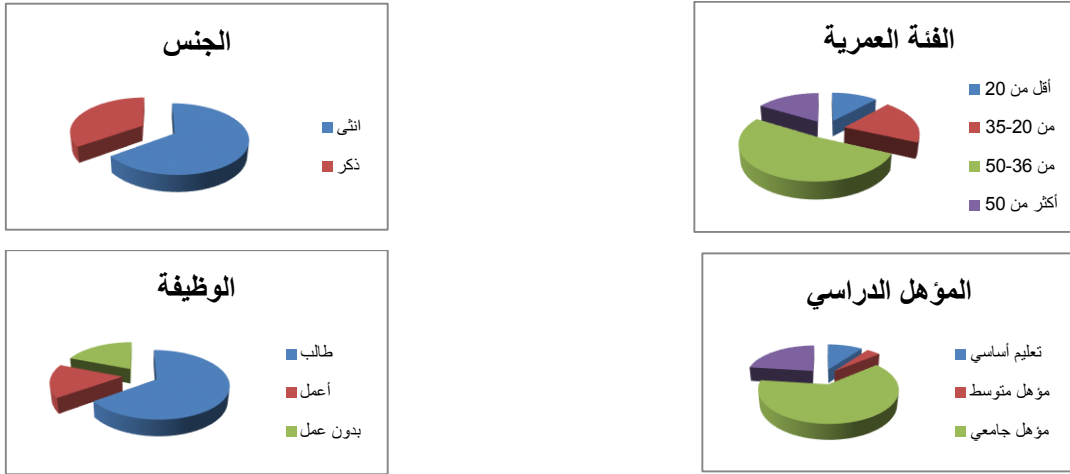 الفئة العمرية
أقل من 20
من 20-35
من 36-50
أكثر من 50
الجنس
انثى
ذكر
المؤهل الدراسي
تعليم أساسي
مؤهل متوسط
مؤهل جامعي
الوظيفة
طالب
أعمل
بدون عمل